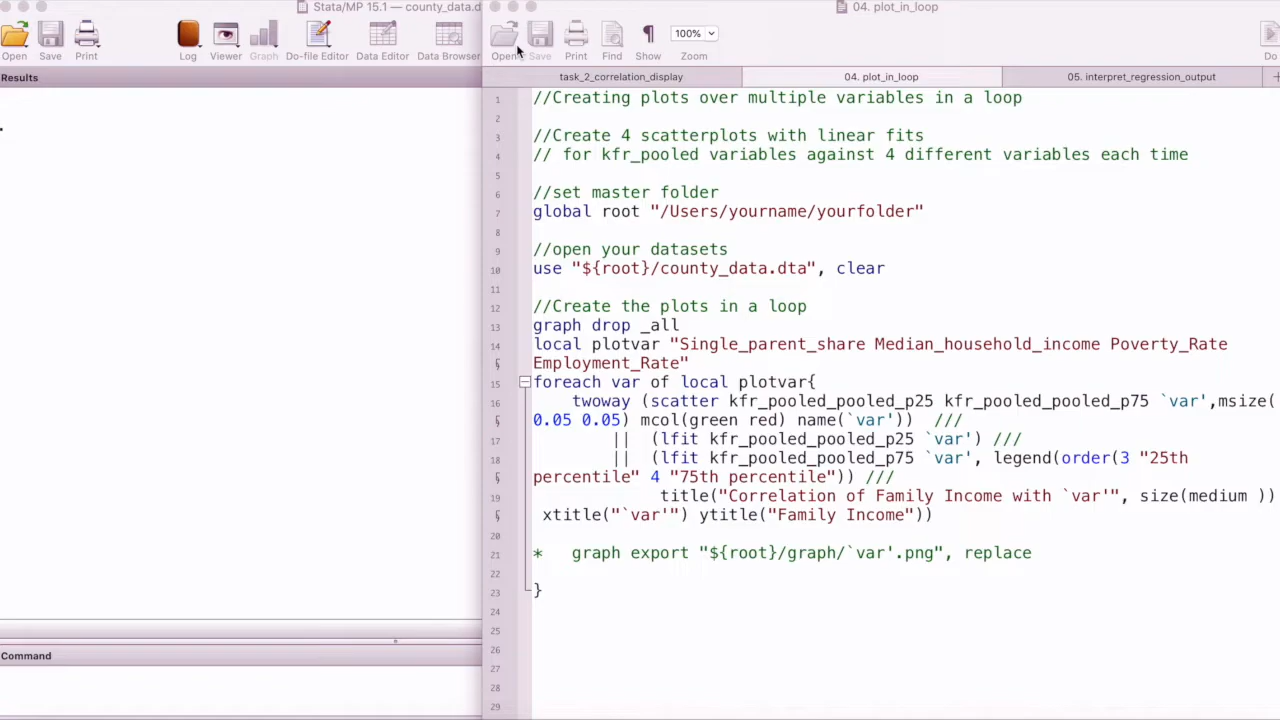 Stata/MP 15.1 — county_data.d
04. plot_in_loop
Open Save Print Log Viewer Graph Do-file Editor Data Editor Data Browser
100%
Open Save Print Find Show Zoom Do
Results
task_2_correlation_display 04. plot_in_loop 05. interpret_regression_output +
.
1 //Creating plots over multiple variables in a loop
2
3 //Create 4 scatterplots with linear fits
4 // for kfr_pooled variables against 4 different variables each time
5
6 //set master folder
7 global root "/Users/yourname/yourfolder"
8
9 //open your datasets
10 use "${root}/county_data.dta", clear
11
12 //Create the plots in a loop
13 graph drop _all
14 local plotvar "Single_parent_share Median_household_income Poverty_Rate
Employment_Rate"
15 foreach var of local plotvar{
16 twoway (scatter kfr_pooled_pooled_p25 kfr_pooled_pooled_p75 `var',msize(
0.05 0.05) mcol(green red) name(`var')) ///
17 || (lfit kfr_pooled_pooled_p25 `var') ///
18 || (lfit kfr_pooled_pooled_p75 `var', legend(order(3 "25th
percentile" 4 "75th percentile")) ///
19 title("Correlation of Family Income with `var'", size(medium ))
xtitle("`var'") ytitle("Family Income"))
20
21 * graph export "${root}/graph/`var'.png", replace
22
23 }
24
25
26
27
28
29
Command